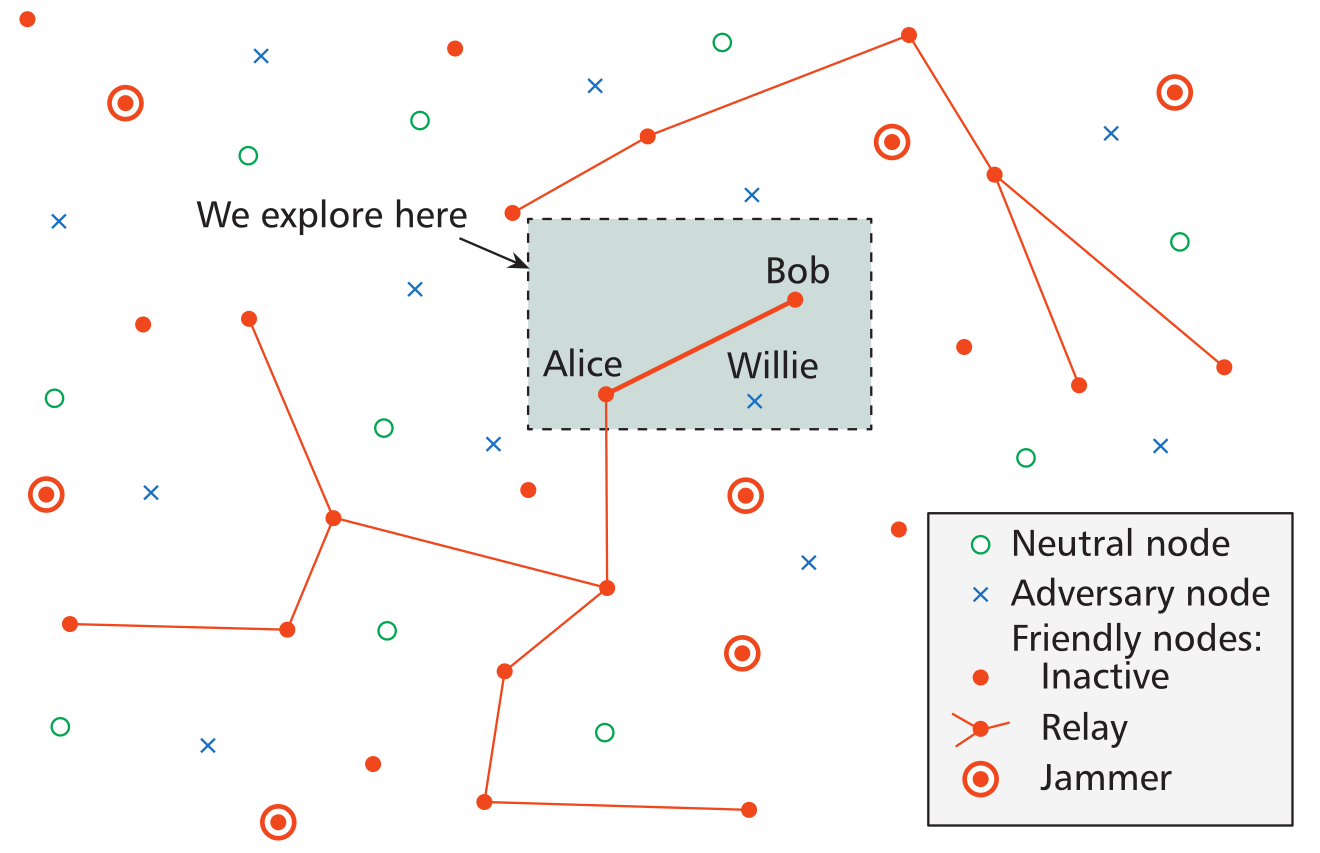 We explore here
Bob
Alice
Willie
Neutral node
Adversary node
Friendly nodes:
Inactive
Relay
Jammer